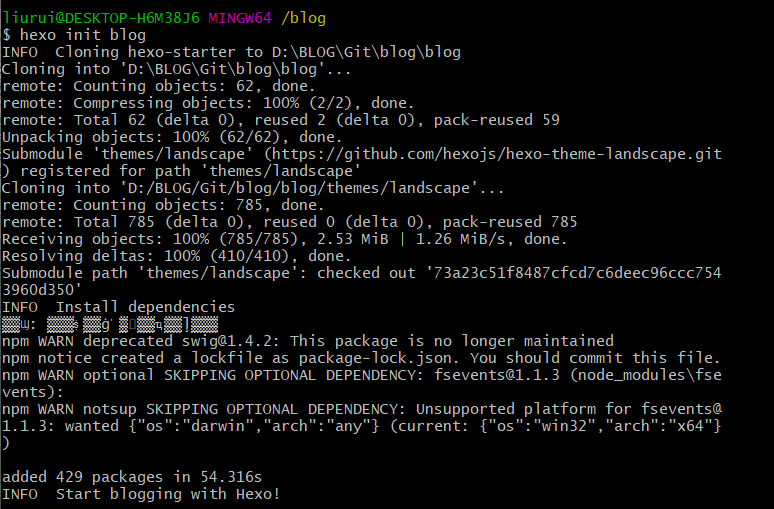 liurui@DESKTOP-H6M38J6 MINGW64 /blog
$ hexo init blog
INFO  Cloning hexo-starter to D:\BLOG\Git\blog\blog
Cloning into 'D:\BLOG\Git\blog\blog'...
remote: Counting objects: 62, done.
remote: Compressing objects: 100% (2/2), done.
remote: Total 62 (delta 0), reused 2 (delta 0), pack-reused 59
Unpacking objects: 100% (62/62), done.
Submodule 'themes/landscape' (https://github.com/hexojs/hexo-theme-landscape.git
) registered for path 'themes/landscape'
Cloning into 'D:/BLOG/Git/blog/blog/themes/landscape'...
remote: Counting objects: 785, done.
remote: Total 785 (delta 0), reused 0 (delta 0), pack-reused 785
Receiving objects: 100% (785/785), 2.53 MiB | 1.26 MiB/s, done.
Resolving deltas: 100% (410/410), done.
Submodule path 'themes/landscape': checked out '73a23c51f8487cfcd7c6deec96ccc754
3960d350'
INFO  Install dependencies
npm WARN deprecated swig@1.4.2: This package is no longer maintained
npm notice created a lockfile as package-lock.json. You should commit this file.
npm WARN optional SKIPPING OPTIONAL DEPENDENCY: fsevents@1.1.3 (node_modules\fse
vents):
npm WARN notsup SKIPPING OPTIONAL DEPENDENCY: Unsupported platform for fsevents@
1.1.3: wanted {"os":"darwin","arch":"any"} (current: {"os":"win32","arch":"x64"}
)
added 429 packages in 54.316s
INFO  Start blogging with Hexo!